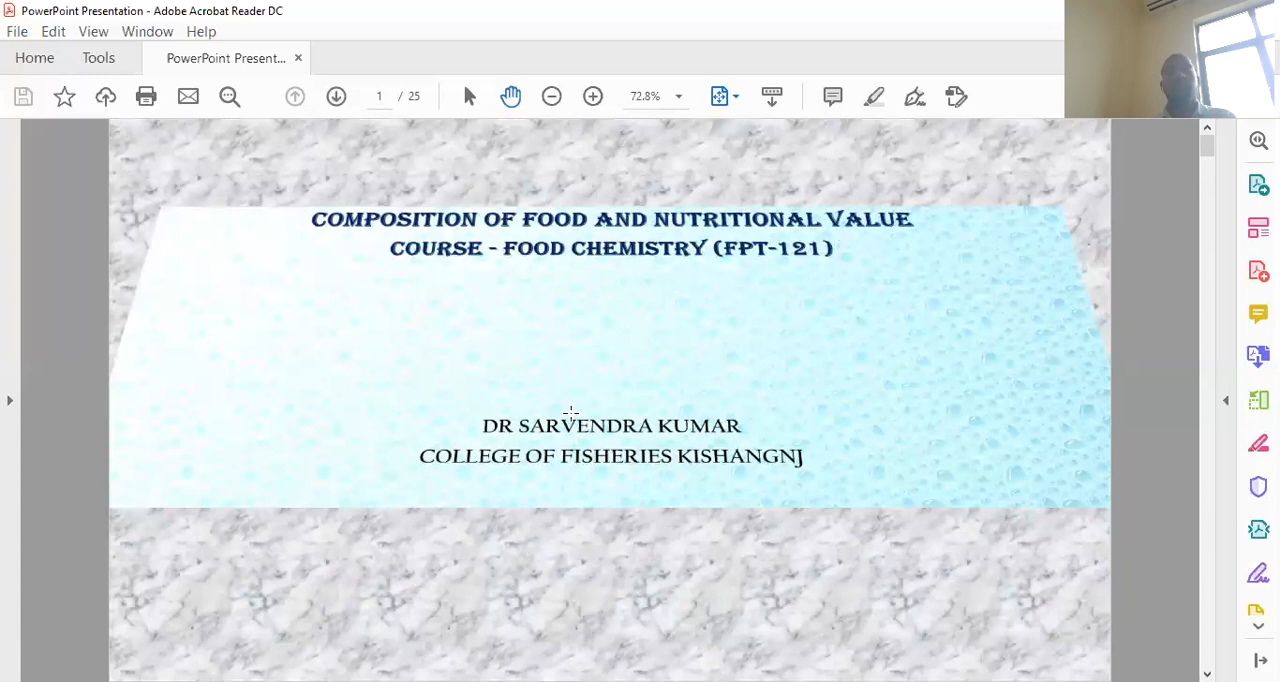 PowerPoint Presentation - Adobe Acrobat Reader DC
File Edit View Window Help
Home Tools PowerPoint Present... ×
1 / 25 72.8%
COMPOSITION OF FOOD AND NUTRITIONAL VALUE
COURSE - FOOD CHEMISTRY (FPT-121)
DR SARVENDRA KUMAR
COLLEGE OF FISHERIES KISHANGNJ